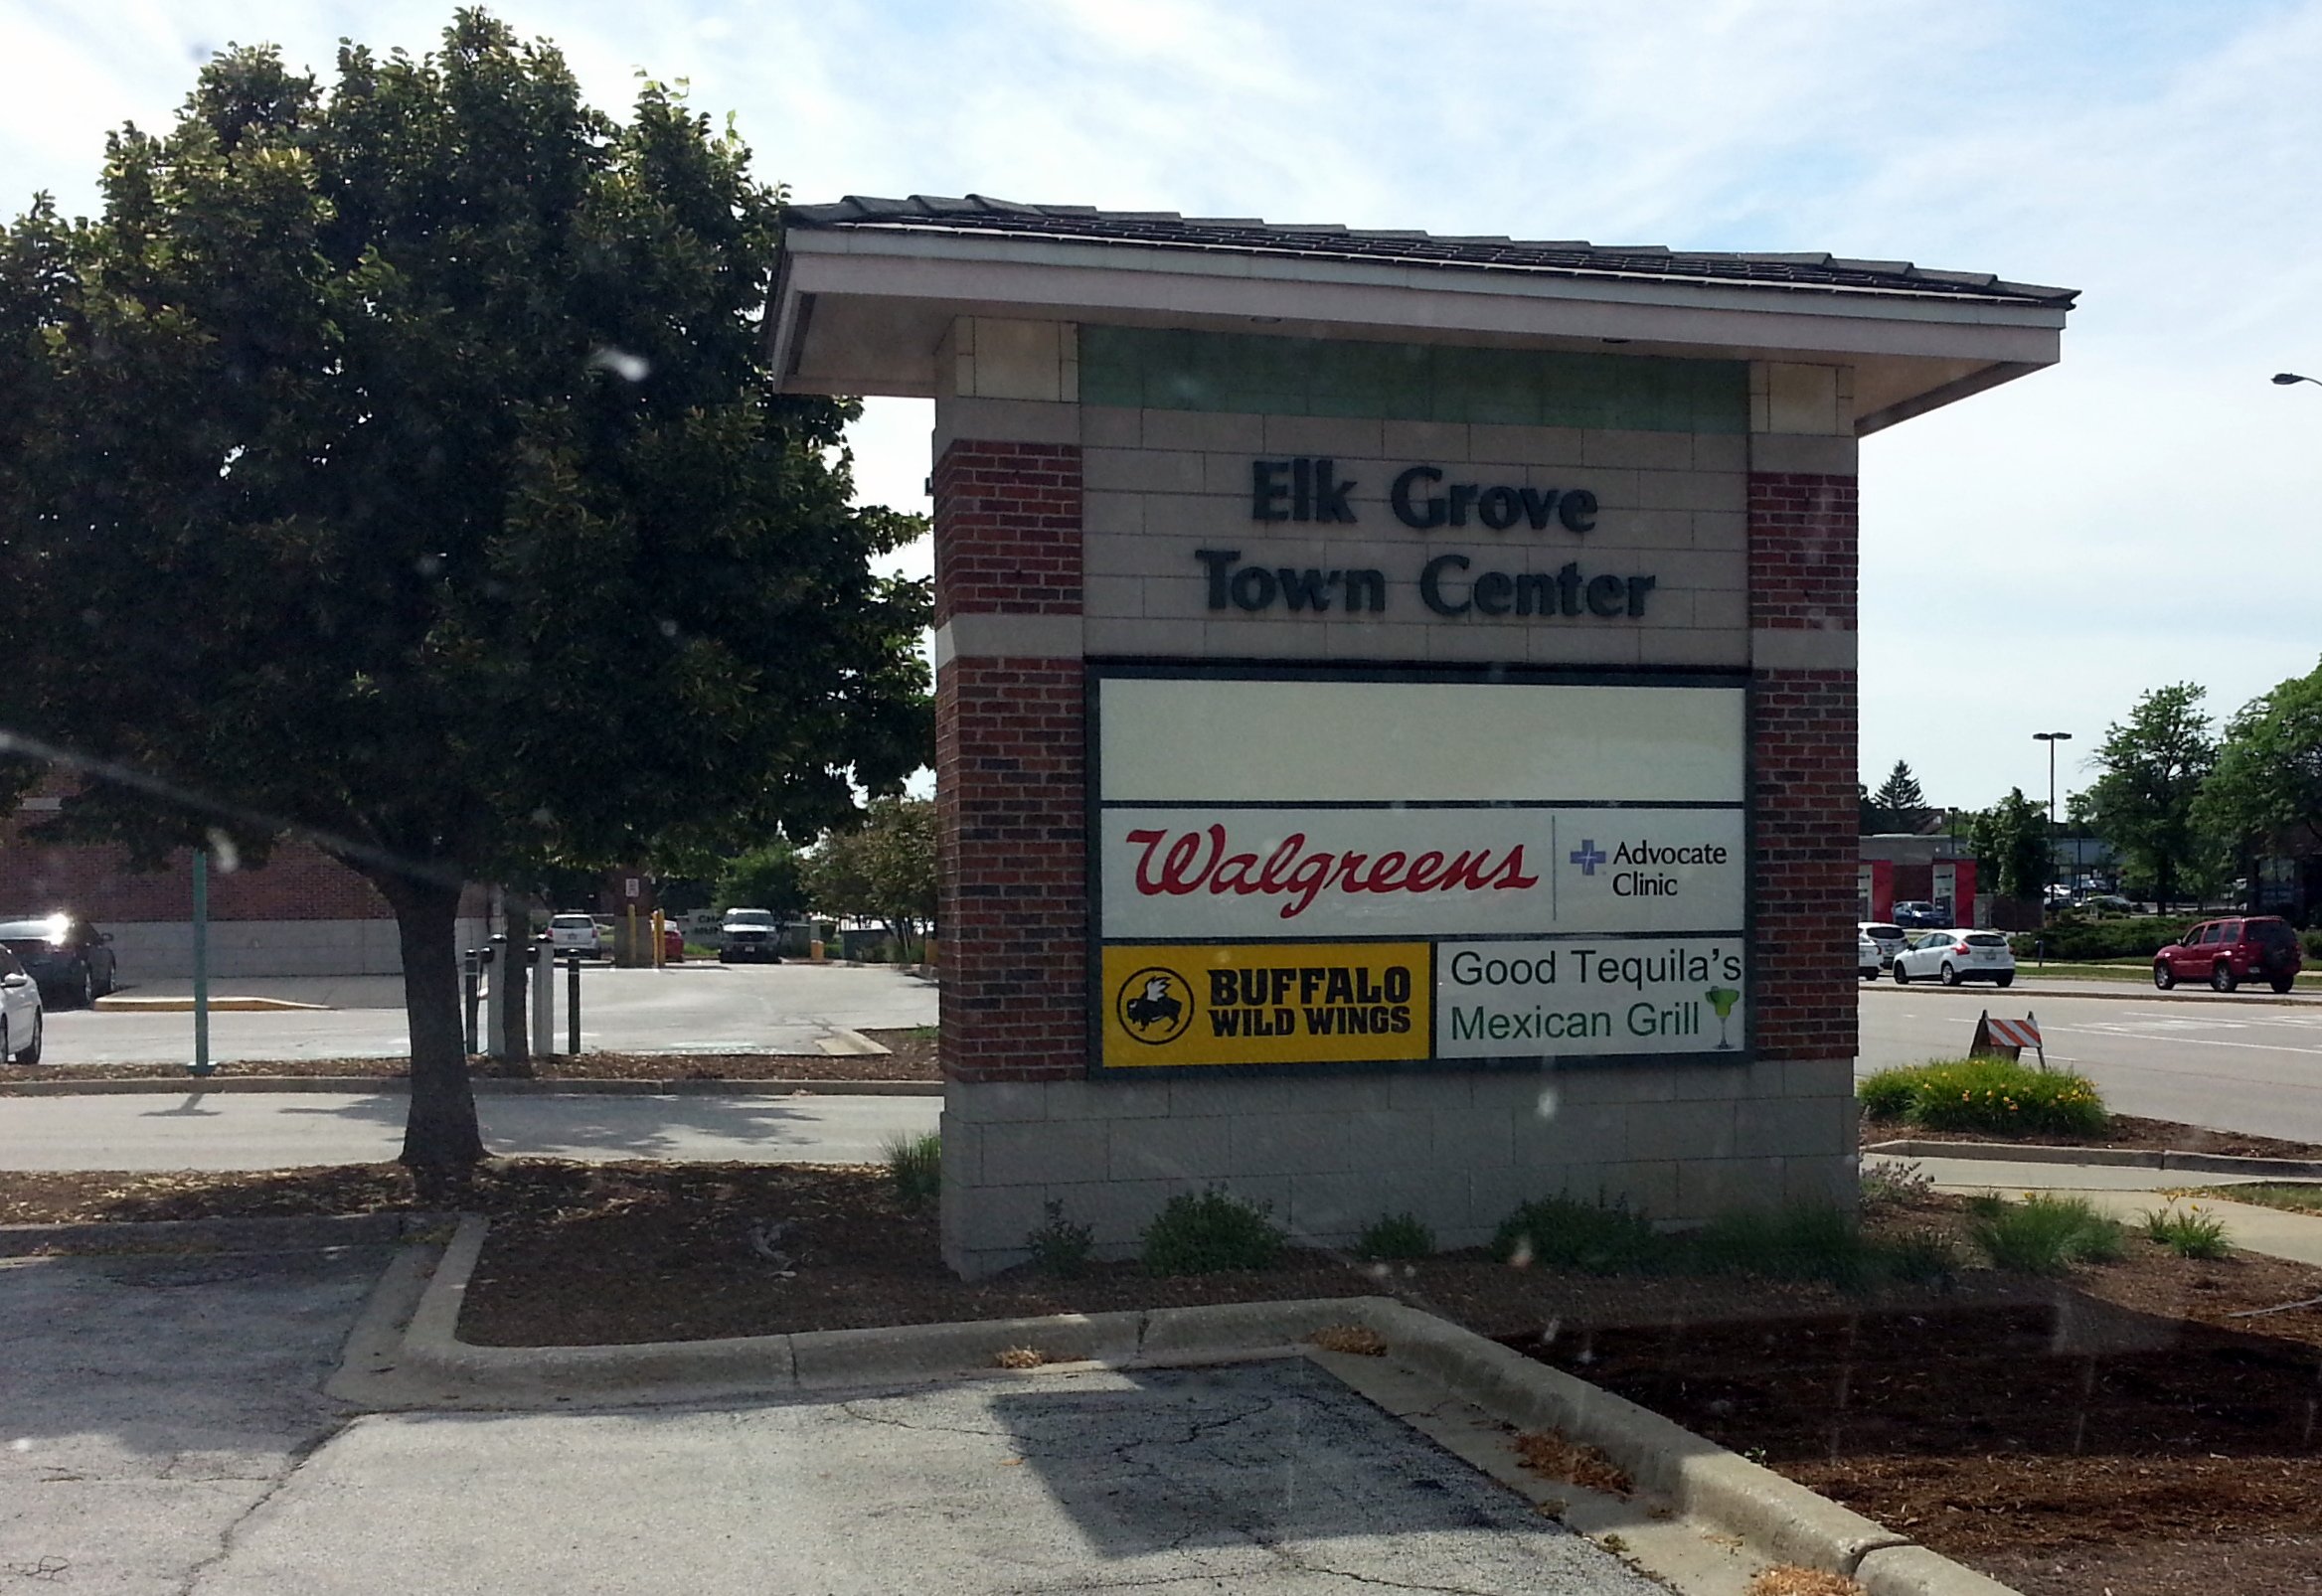 Elk Grove
Town Center
Walgreens
Advocate
Clinic
BUFFALO
WILD WINGS
Good Tequila's
Mexican Grill